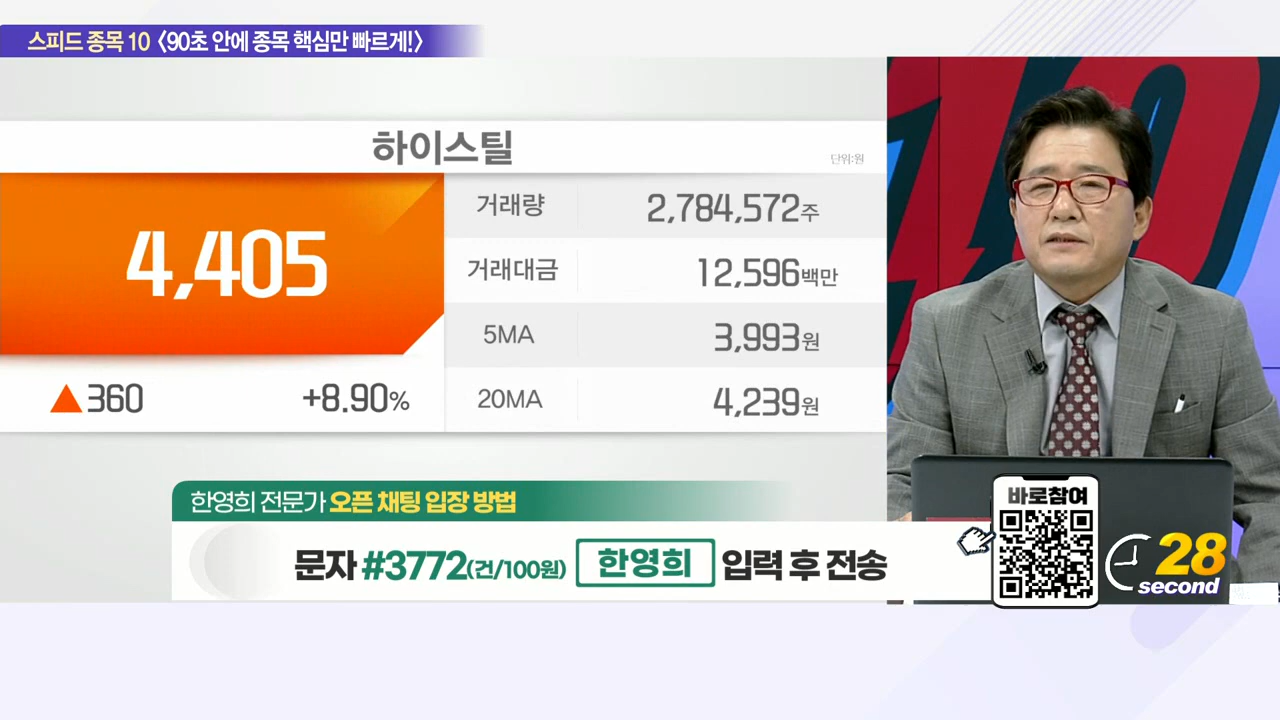 스피드 종목 10 〈90초 안에 종목 핵심만 빠르게!〉
하이스틸
단위:원
4,405
▲360 +8.90%
거래량 2,784,572주
거래대금 12,596백만
5MA 3,993원
20MA 4,239원
한영희 전문가 오픈 채팅 입장 방법
문자 #3772(건/100원) 한영희 입력 후 전송
바로참여
28
second